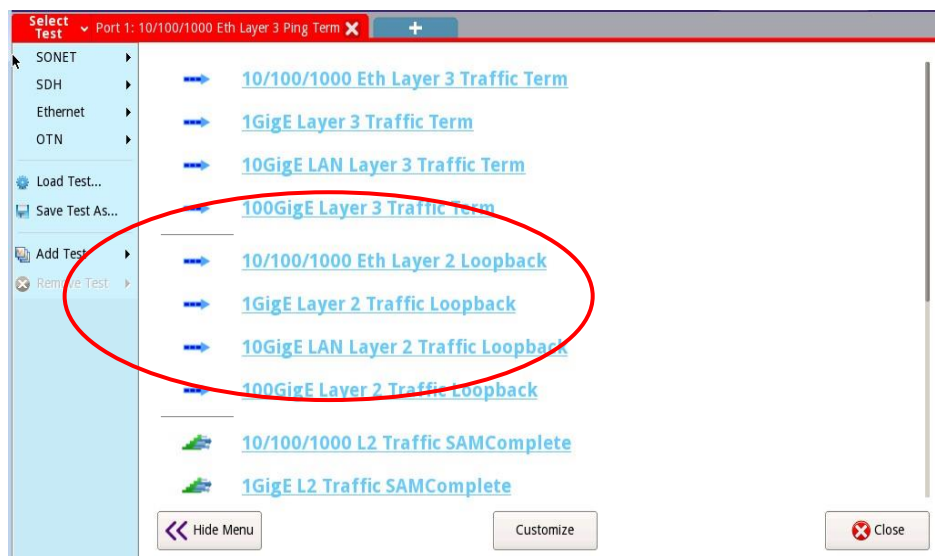 Select Test Port 1: 10/100/1000 Eth Layer 3 Ping Term
+
SONET
SDH
Ethernet
OTN
Load Test...
Save Test As...
Add Test
Remove Test
10/100/1000 Eth Layer 3 Traffic Term
1GigE Layer 3 Traffic Term
10GigE LAN Layer 3 Traffic Term
100GigE Layer 3 Traffic Term
10/100/1000 Eth Layer 2 Loopback
1GigE Layer 2 Traffic Loopback
10GigE LAN Layer 2 Traffic Loopback
100GigE Layer 2 Traffic Loopback
10/100/1000 L2 Traffic SAMComplete
1GigE L2 Traffic SAMComplete
Hide Menu
Customize
Close